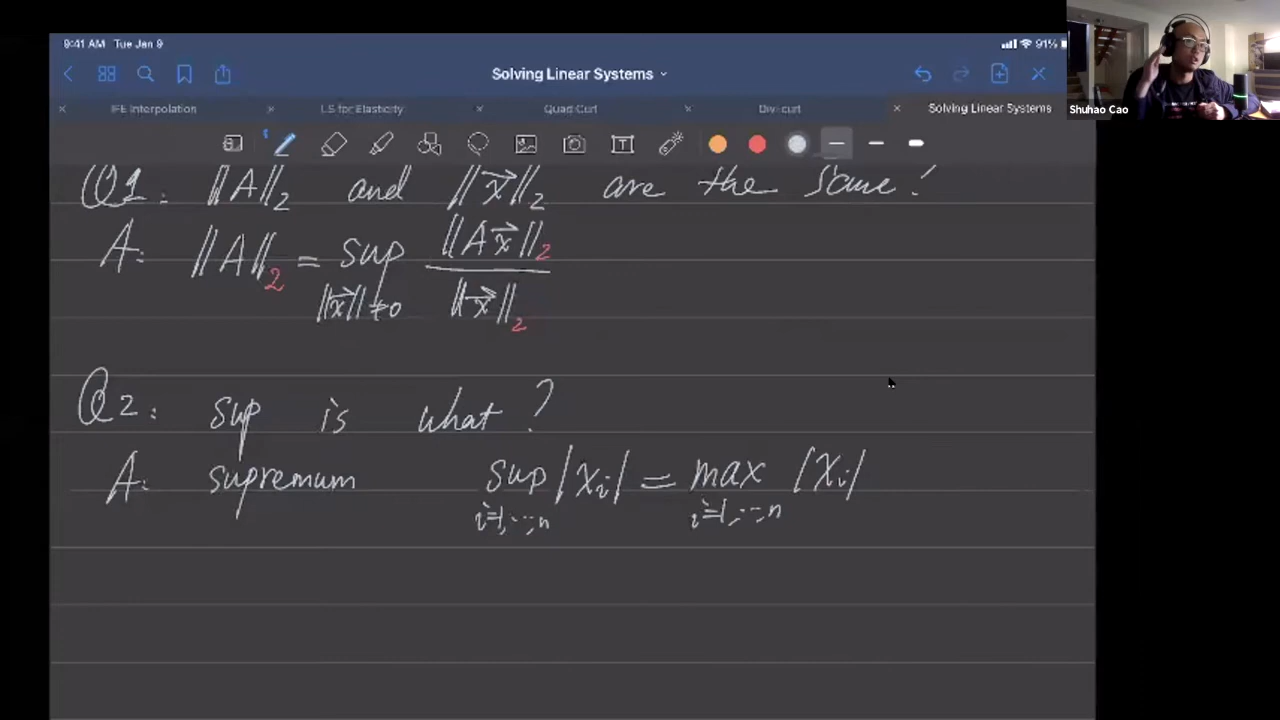 9:41 AM Tue Jan 9
91%
Shuhao Cao
Solving Linear Systems
IFE Interpolation
LS for Elasticity
Quad Curl
Div-curl
Solving Linear Systems
Q1: ||A||₂ and ||x⃗||₂ are the same?
A: ||A||₂ = sup ||Ax⃗||₂ / ||x⃗||₂
||x⃗||≠0
Q2: sup is what?
A: supremum sup |xᵢ| = max |xᵢ|
i=1,...,n i=1,...,n